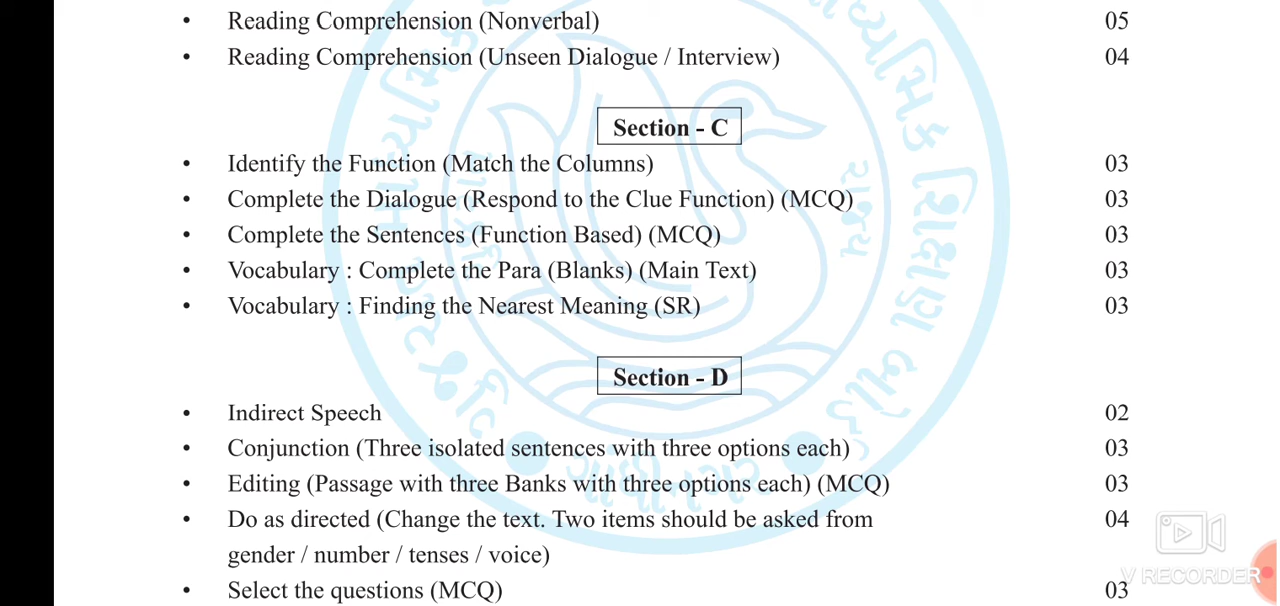 • Reading Comprehension (Nonverbal) 05
• Reading Comprehension (Unseen Dialogue / Interview) 04
Section - C
• Identify the Function (Match the Columns) 03
• Complete the Dialogue (Respond to the Clue Function) (MCQ) 03
• Complete the Sentences (Function Based) (MCQ) 03
• Vocabulary : Complete the Para (Blanks) (Main Text) 03
• Vocabulary : Finding the Nearest Meaning (SR) 03
Section - D
• Indirect Speech 02
• Conjunction (Three isolated sentences with three options each) 03
• Editing (Passage with three Banks with three options each) (MCQ) 03
• Do as directed (Change the text. Two items should be asked from 04
gender / number / tenses / voice)
• Select the questions (MCQ) 03
V RECORDER